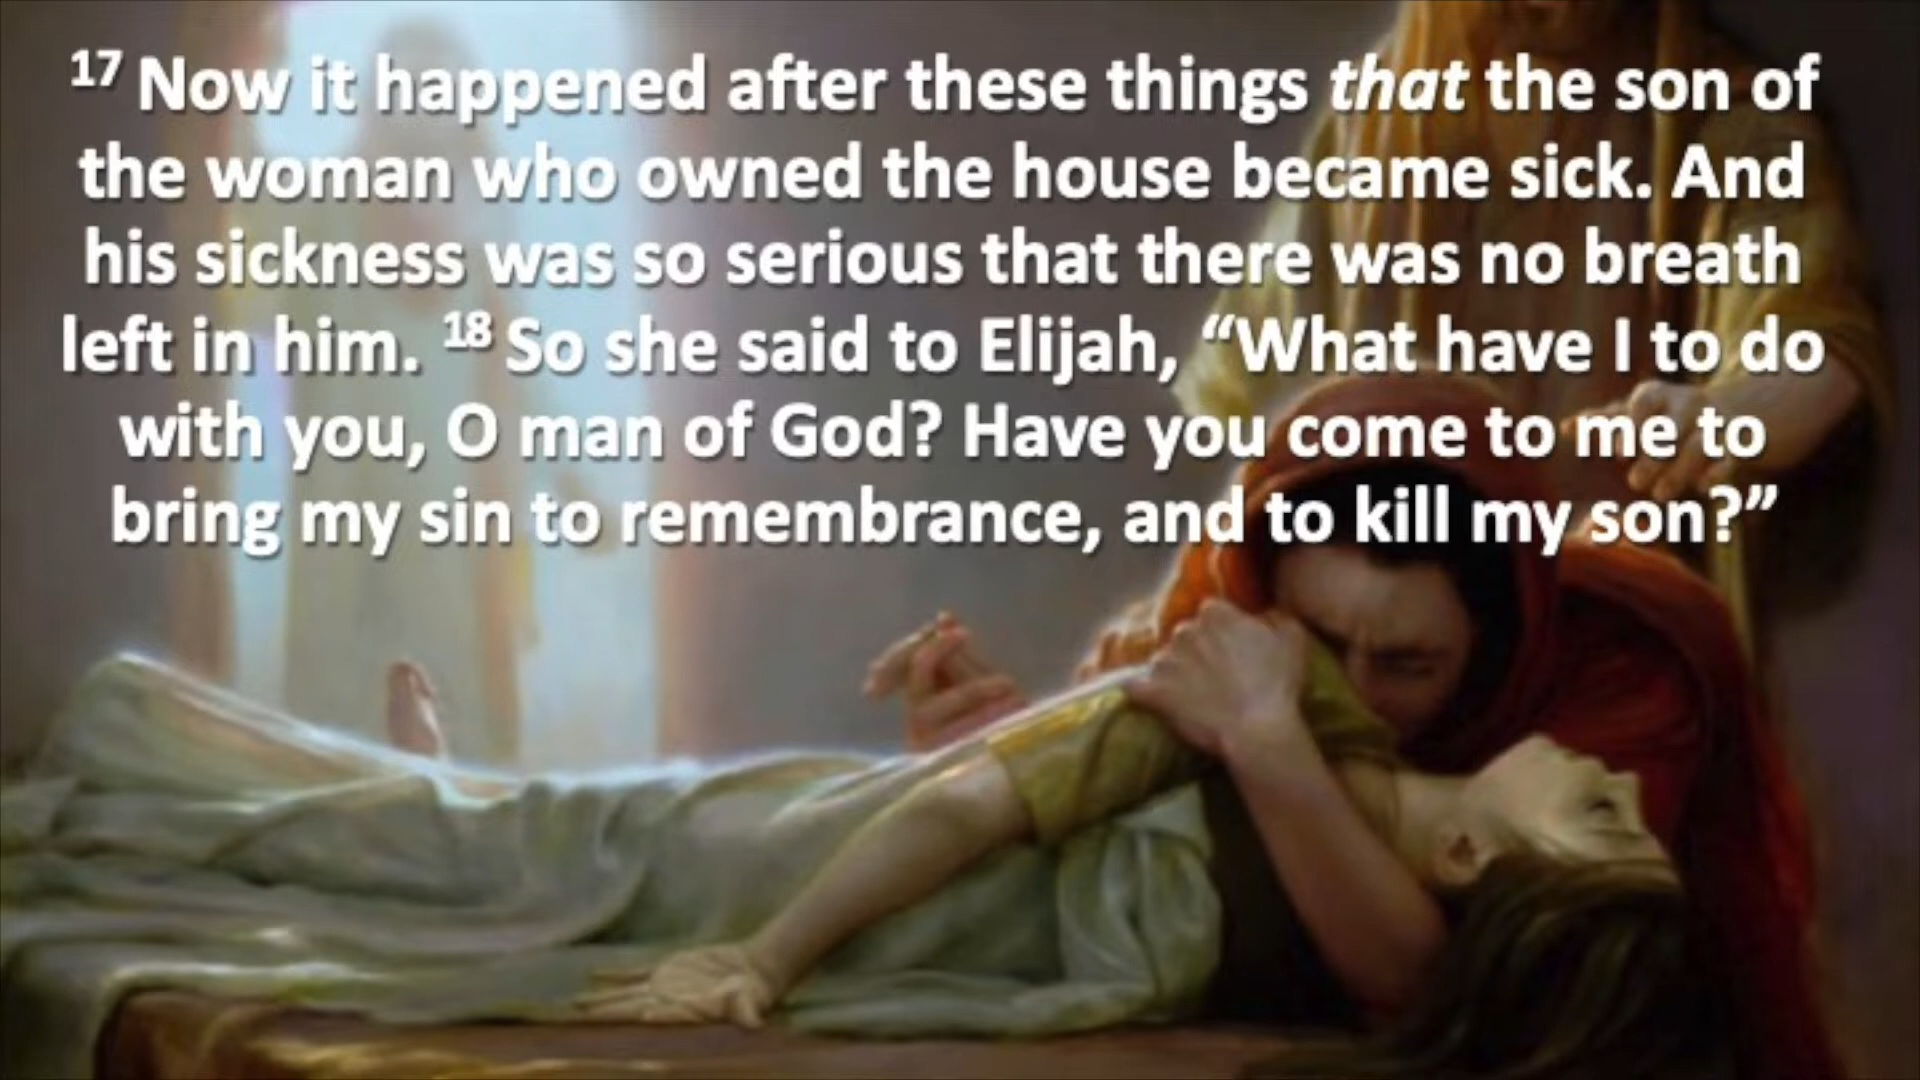 17 Now it happened after these things that the son of
the woman who owned the house became sick. And
his sickness was so serious that there was no breath
left in him. 18 So she said to Elijah, “What have I to do
with you, O man of God? Have you come to me to
bring my sin to remembrance, and to kill my son?”